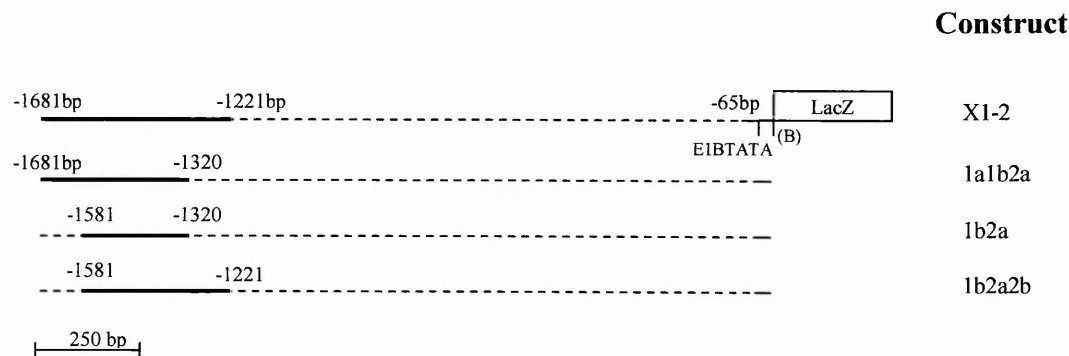 Construct
-1681bp -1221bp -65bp LacZ X1-2
E1BTATA (B)
-1681bp -1320 1a1b2a
-1581 -1320 1b2a
-1581 -1221 1b2a2b
250 bp